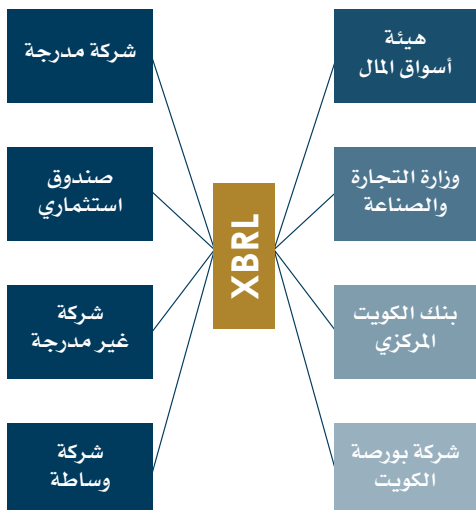 هيئة
أسواق المال
وزارة التجارة
والصناعة
بنك الكويت
المركزي
شركة بورصة
الكويت
XBRL
شركة مدرجة
صندوق
استثماري
شركة
غير مدرجة
شركة
وساطة